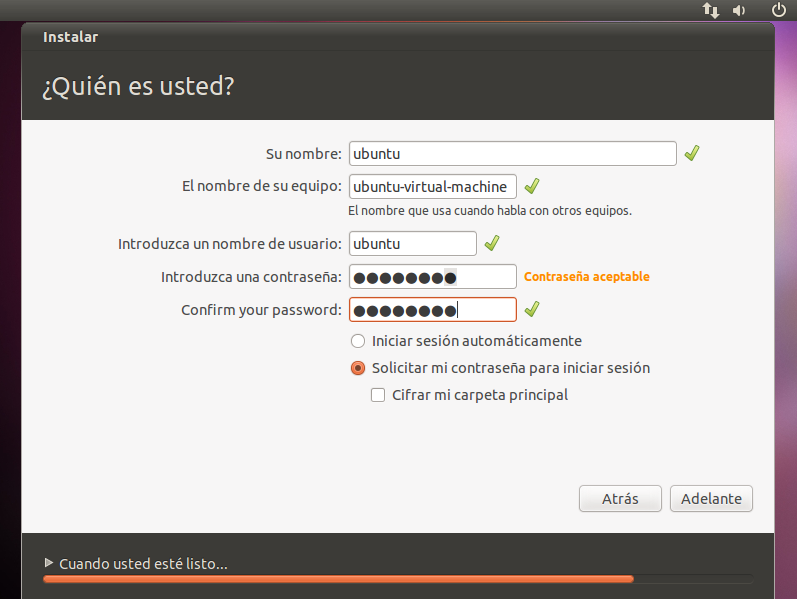 Instalar
¿Quién es usted?
Su nombre: ubuntu
El nombre de su equipo: ubuntu-virtual-machine
El nombre que usa cuando habla con otros equipos.
Introduzca un nombre de usuario: ubuntu
Introduzca una contraseña: ●●●●●●●● Contraseña aceptable
Confirm your password: ●●●●●●●●
Iniciar sesión automáticamente
Solicitar mi contraseña para iniciar sesión
Cifrar mi carpeta principal
Atrás Adelante
Cuando usted esté listo...